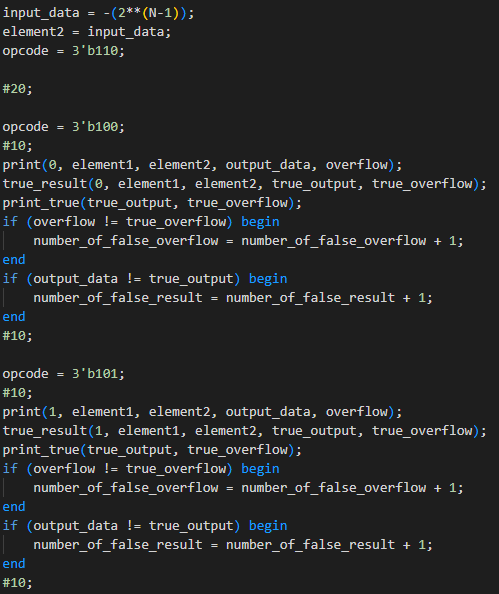 input_data = -(2**(N-1));
element2 = input_data;
opcode = 3'b110;

#20;

opcode = 3'b100;
#10;
print(0, element1, element2, output_data, overflow);
true_result(0, element1, element2, true_output, true_overflow);
print_true(true_output, true_overflow);
if (overflow != true_overflow) begin
    number_of_false_overflow = number_of_false_overflow + 1;
end
if (output_data != true_output) begin
    number_of_false_result = number_of_false_result + 1;
end
#10;

opcode = 3'b101;
#10;
print(1, element1, element2, output_data, overflow);
true_result(1, element1, element2, true_output, true_overflow);
print_true(true_output, true_overflow);
if (overflow != true_overflow) begin
    number_of_false_overflow = number_of_false_overflow + 1;
end
if (output_data != true_output) begin
    number_of_false_result = number_of_false_result + 1;
end
#10;